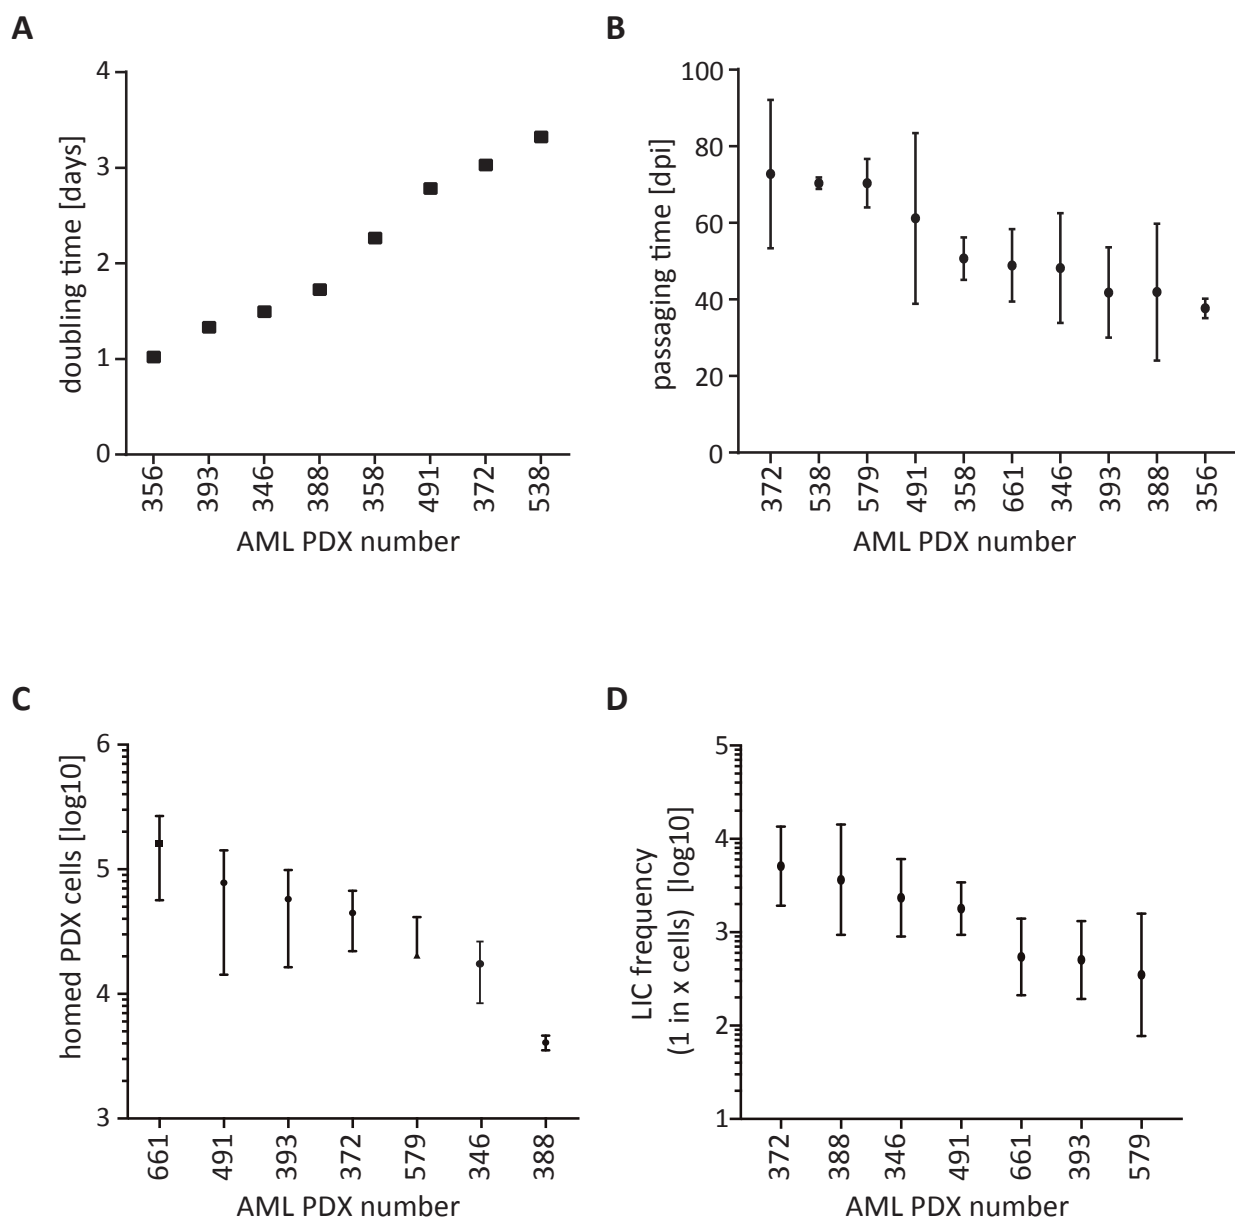 A
doubling time [days]
4
3
2
1
0
356 393 346 388 358 491 372 538
AML PDX number
B
passaging time [dpi]
100
80
60
40
20
0
372 538 579 491 358 661 346 393 388 356
AML PDX number
C
homed PDX cells [log10]
6
5
4
3
661 491 393 372 579 346 388
AML PDX number
D
LIC frequency
(1 in x cells) [log10]
5
4
3
2
1
372 388 346 491 661 393 579
AML PDX number